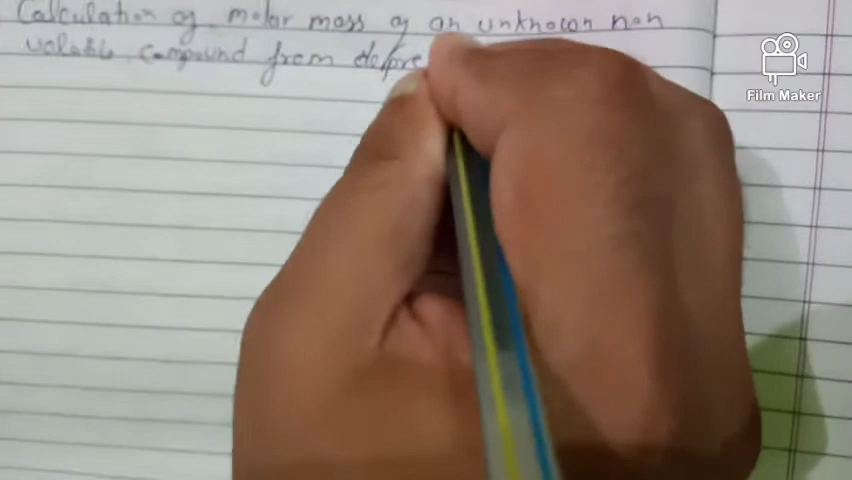 Calculation of molar mass of an unknown non
volatile compound from depre
Film Maker